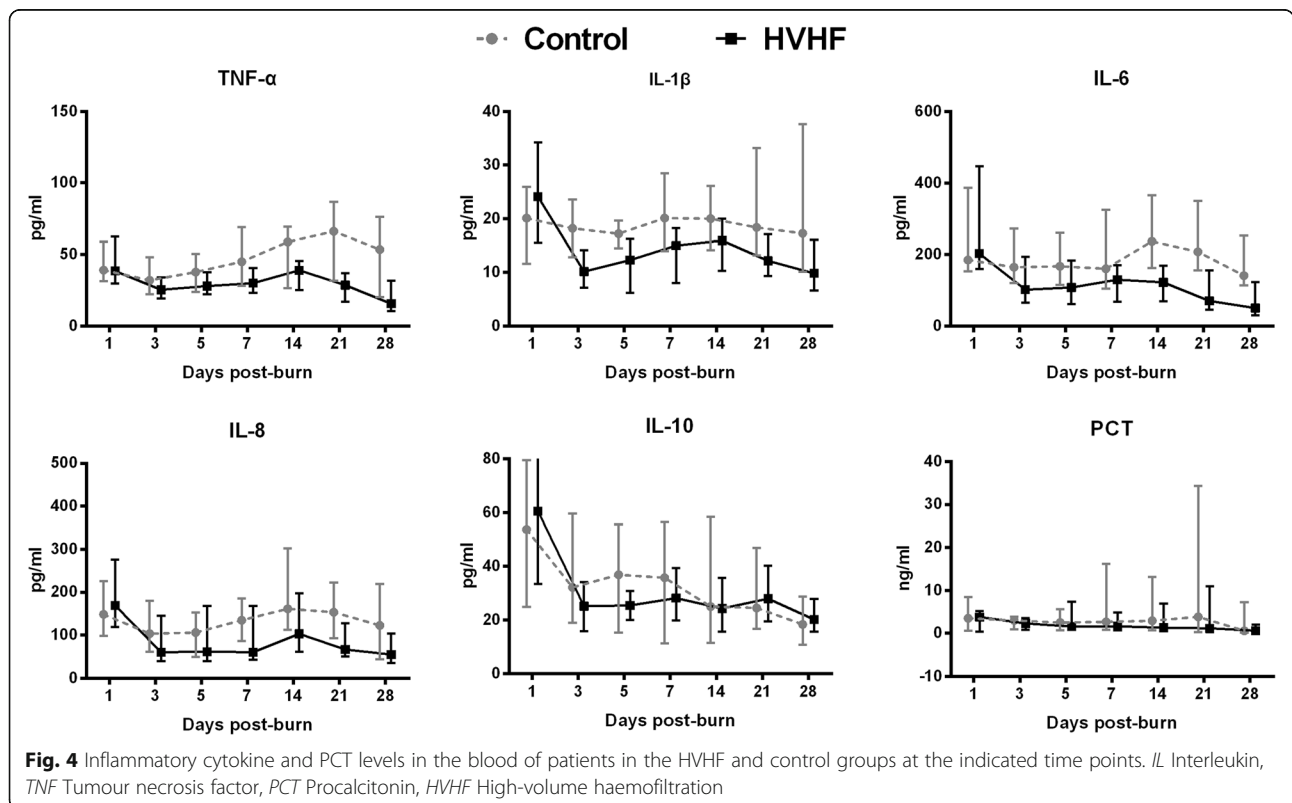 Control HVHF
TNF-α IL-1β IL-6
150
100
50
0
pg/ml
1 3 5 7 14 21 28
Days post-burn
40
30
20
10
0
pg/ml
1 3 5 7 14 21 28
Days post-burn
600
400
200
0
pg/ml
1 3 5 7 14 21 28
Days post-burn
IL-8 IL-10 PCT
500
400
300
200
100
0
pg/ml
1 3 5 7 14 21 28
Days post-burn
80
60
40
20
0
pg/ml
1 3 5 7 14 21 28
Days post-burn
40
30
20
10
0
-10
ng/ml
1 3 5 7 14 21 28
Days post-burn
Fig. 4 Inflammatory cytokine and PCT levels in the blood of patients in the HVHF and control groups at the indicated time points. IL Interleukin,
TNF Tumour necrosis factor, PCT Procalcitonin, HVHF High-volume haemofiltration